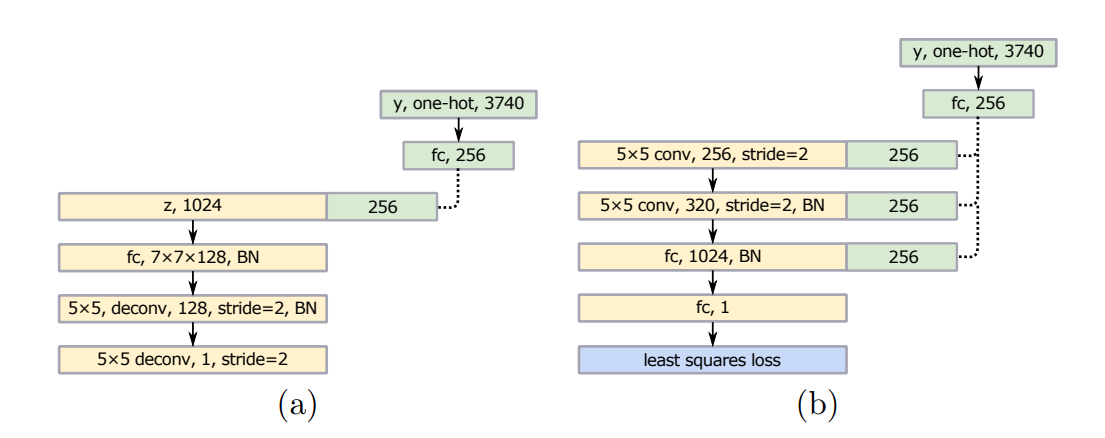 y, one-hot, 3740
fc, 256
z, 1024
256
fc, 7×7×128, BN
5×5, deconv, 128, stride=2, BN
5×5 deconv, 1, stride=2
(a)
y, one-hot, 3740
fc, 256
5×5 conv, 256, stride=2
256
5×5 conv, 320, stride=2, BN
256
fc, 1024, BN
256
fc, 1
least squares loss
(b)